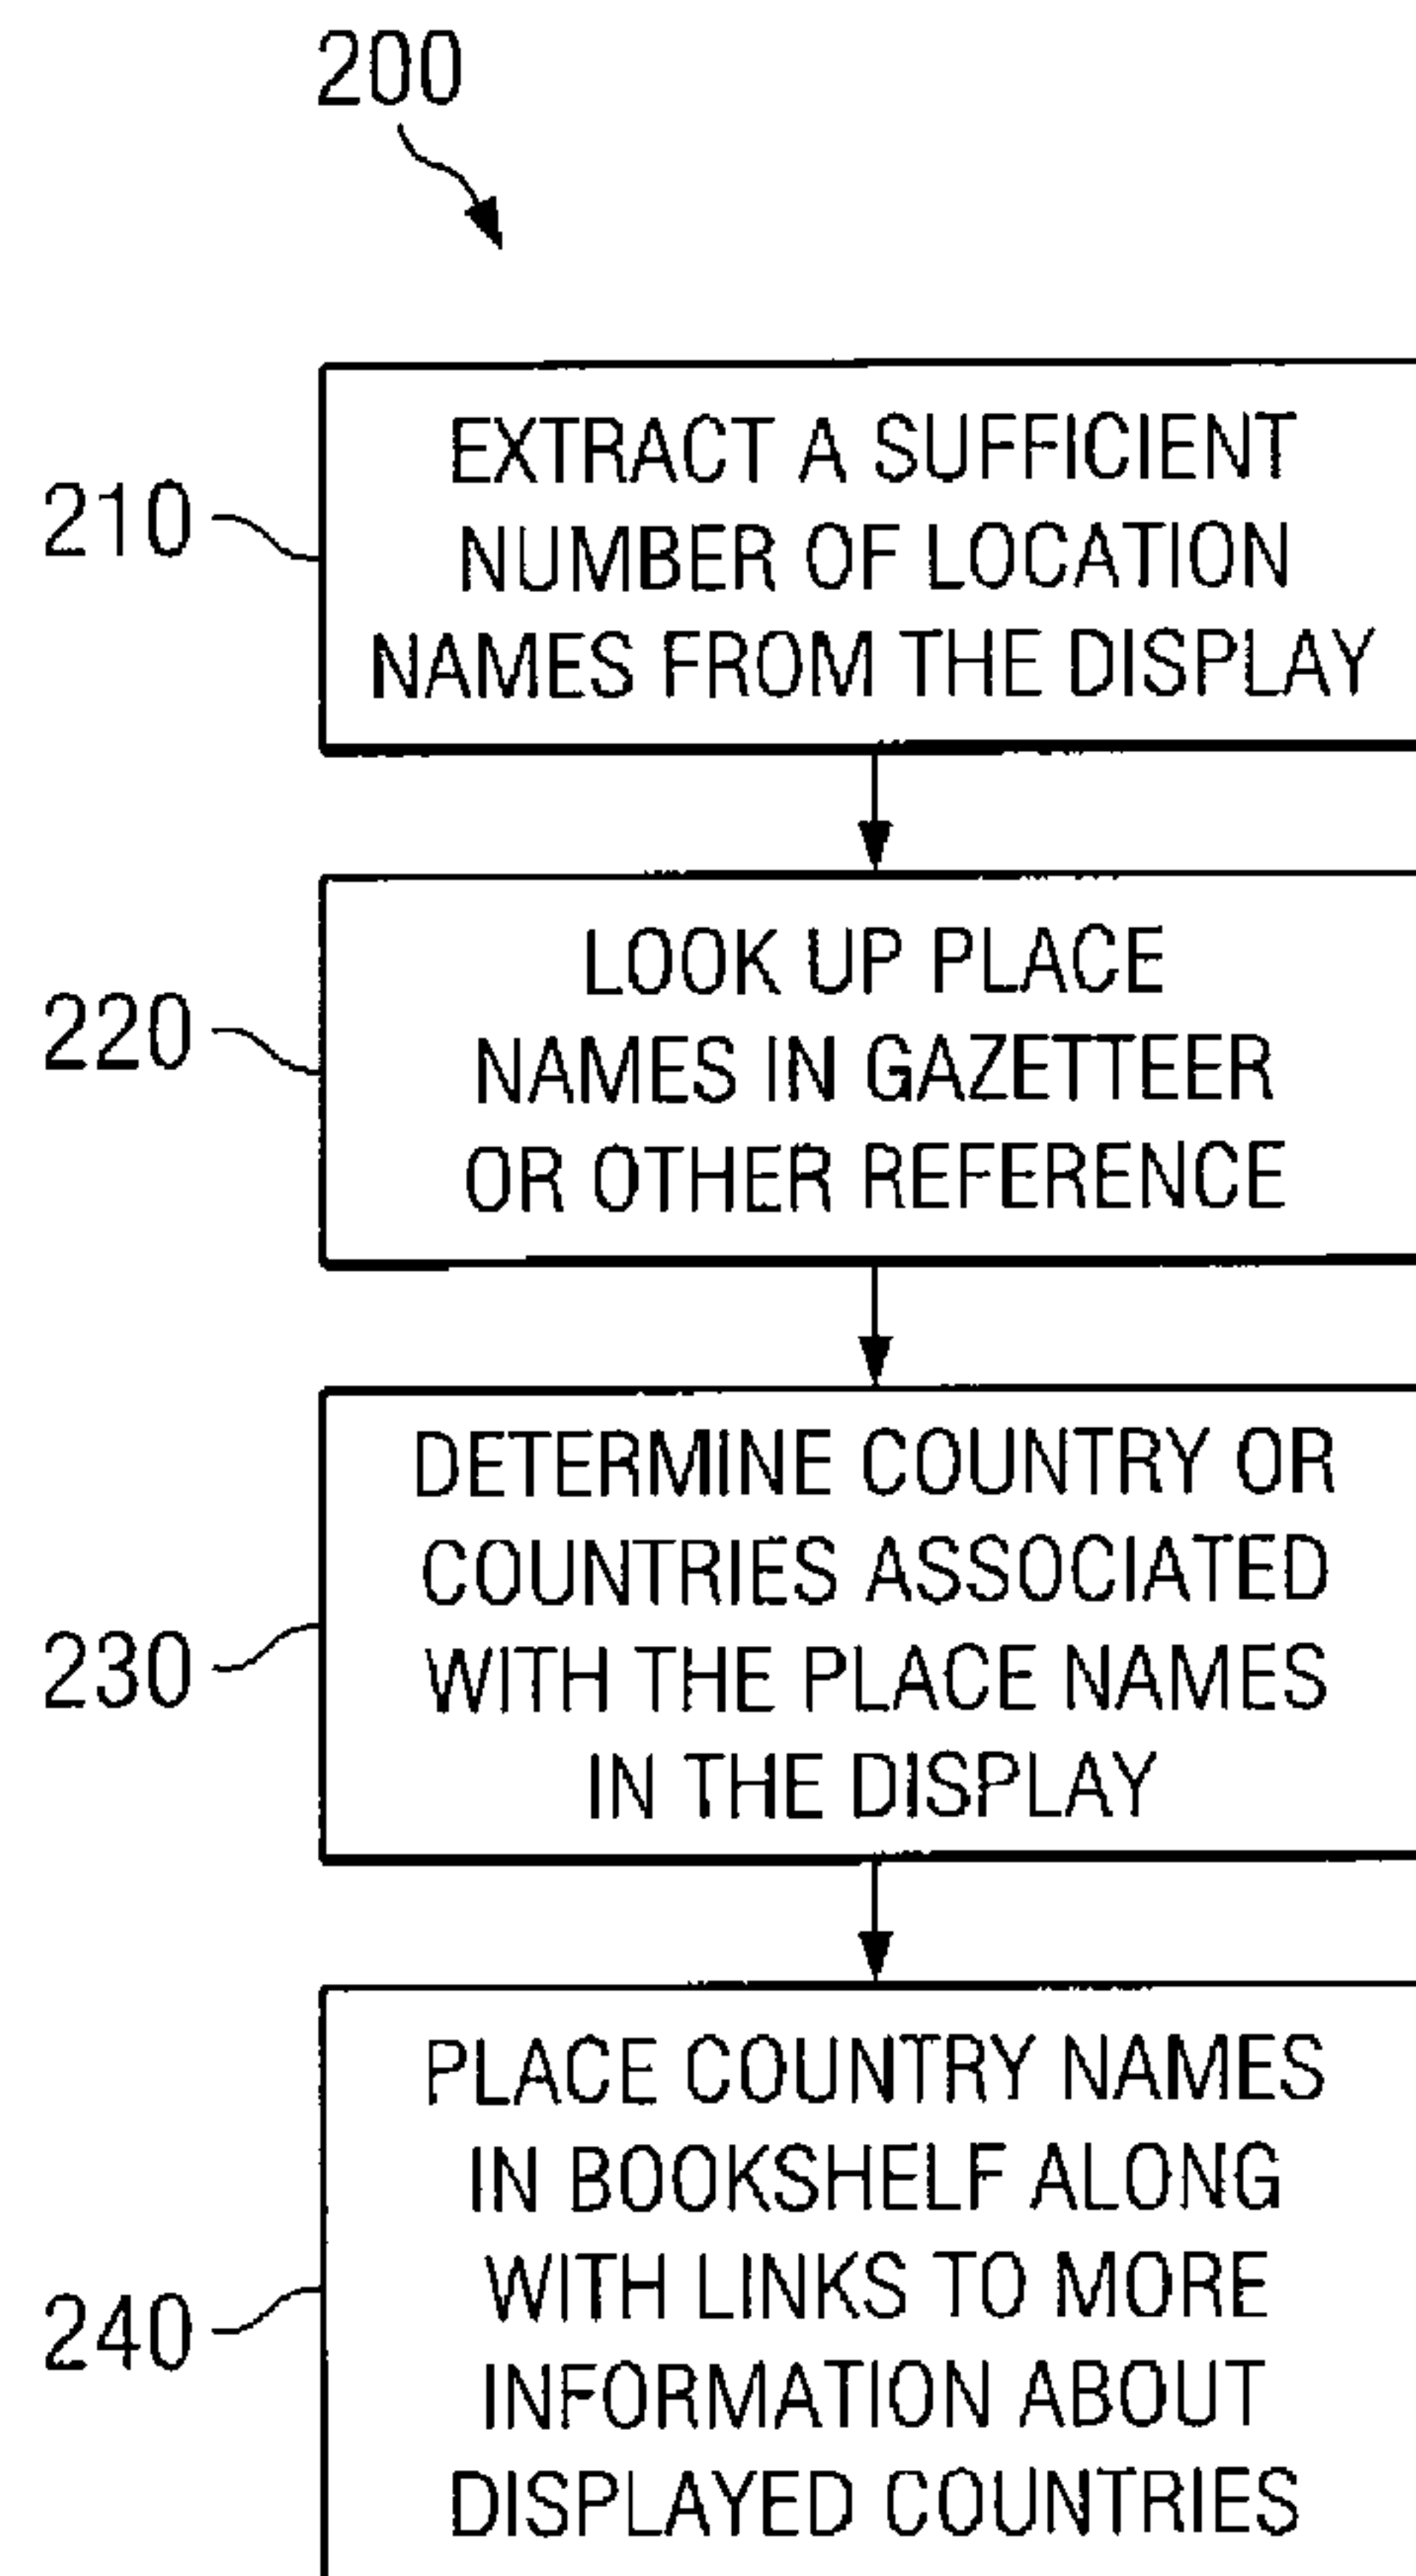 200
210
EXTRACT A SUFFICIENT
NUMBER OF LOCATION
NAMES FROM THE DISPLAY
220
LOOK UP PLACE
NAMES IN GAZETTEER
OR OTHER REFERENCE
230
DETERMINE COUNTRY OR
COUNTRIES ASSOCIATED
WITH THE PLACE NAMES
IN THE DISPLAY
240
PLACE COUNTRY NAMES
IN BOOKSHELF ALONG
WITH LINKS TO MORE
INFORMATION ABOUT
DISPLAYED COUNTRIES